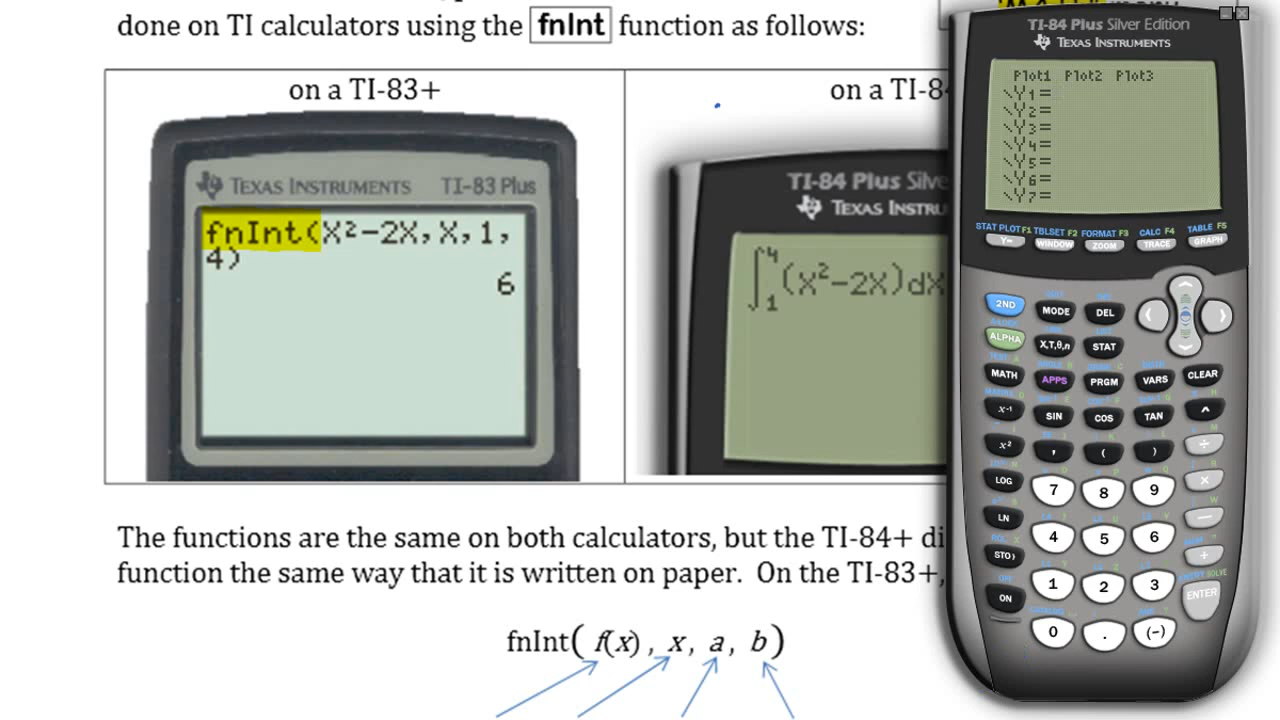 done on TI calculators using the fnInt function as follows:
on a TI-83+
on a TI-8
TEXAS INSTRUMENTS TI-83 Plus
fnInt(X²-2X,X,1,
4)
6
TI-84 Plus Silve
TEXAS INSTRU
∫₁⁴(X²-2X)dX
The functions are the same on both calculators, but the TI-84+ di
function the same way that it is written on paper. On the TI-83+,
fnInt( f(x) , x, a, b)
TI-84 Plus Silver Edition
TEXAS INSTRUMENTS
Plot1 Plot2 Plot3
\Y₁=
\Y₂=
\Y₃=
\Y₄=
\Y₅=
\Y₆=
\Y₇=
STAT PLOT F1 TBLSET F2 FORMAT F3 CALC F4 TABLE F5
Y= WINDOW ZOOM TRACE GRAPH
2ND MODE DEL
ALPHA X,T,θ,n STAT
MATH APPS PRGM VARS CLEAR
x⁻¹ SIN COS TAN ^
x² , ( ) ÷
LOG 7 8 9 ×
LN 4 5 6 —
STO› 1 2 3 +
OFF
ON CATALOG 0 . (−) ENTER